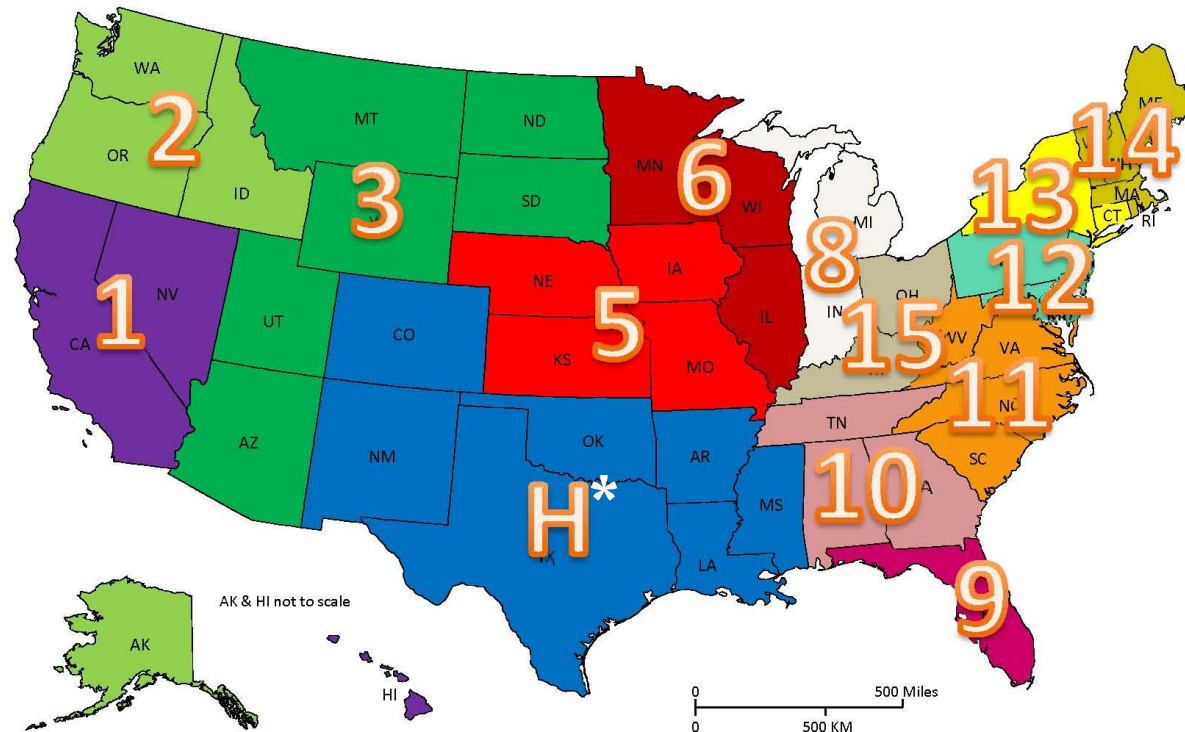 WA
ME
MT
ND
14
2
OR
MN
6
NH
ID
3
SD
WI
13
MA
MI
CT
RI
8
NE
IA
12
1
NV
OH
UT
CO
IL
IN
5
15
WV
VA
CA
KS
MO
11
NC
TN
AZ
NM
OK
AR
SC
10
H*
MS
TX
LA
9
AK & HI not to scale
AK
HI
0 500 Miles
0 500 KM